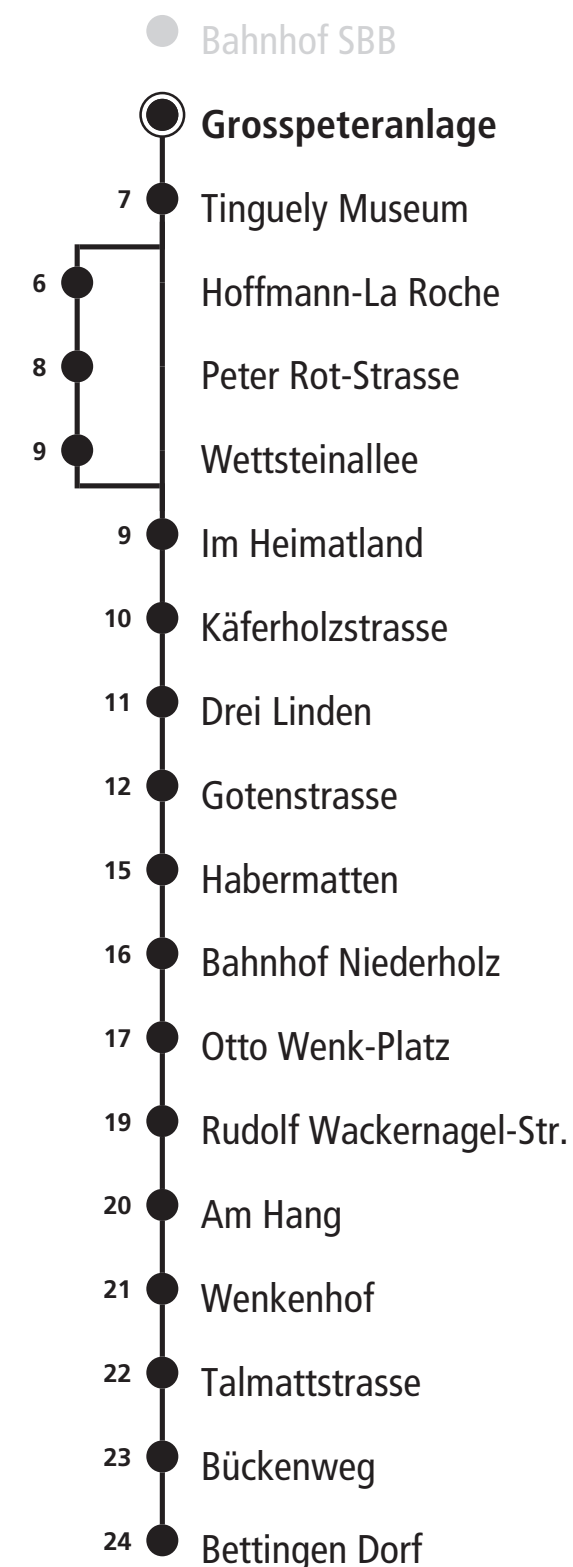 Bahnhof SBB
Grosspeteranlage
7 Tinguely Museum
6 Hoffmann-La Roche
8 Peter Rot-Strasse
9 Wettsteinallee
9 Im Heimatland
10 Käferholzstrasse
11 Drei Linden
12 Gotenstrasse
15 Habermatten
16 Bahnhof Niederholz
17 Otto Wenk-Platz
19 Rudolf Wackernagel-Str.
20 Am Hang
21 Wenkenhof
22 Talmattstrasse
23 Bückenweg
24 Bettingen Dorf